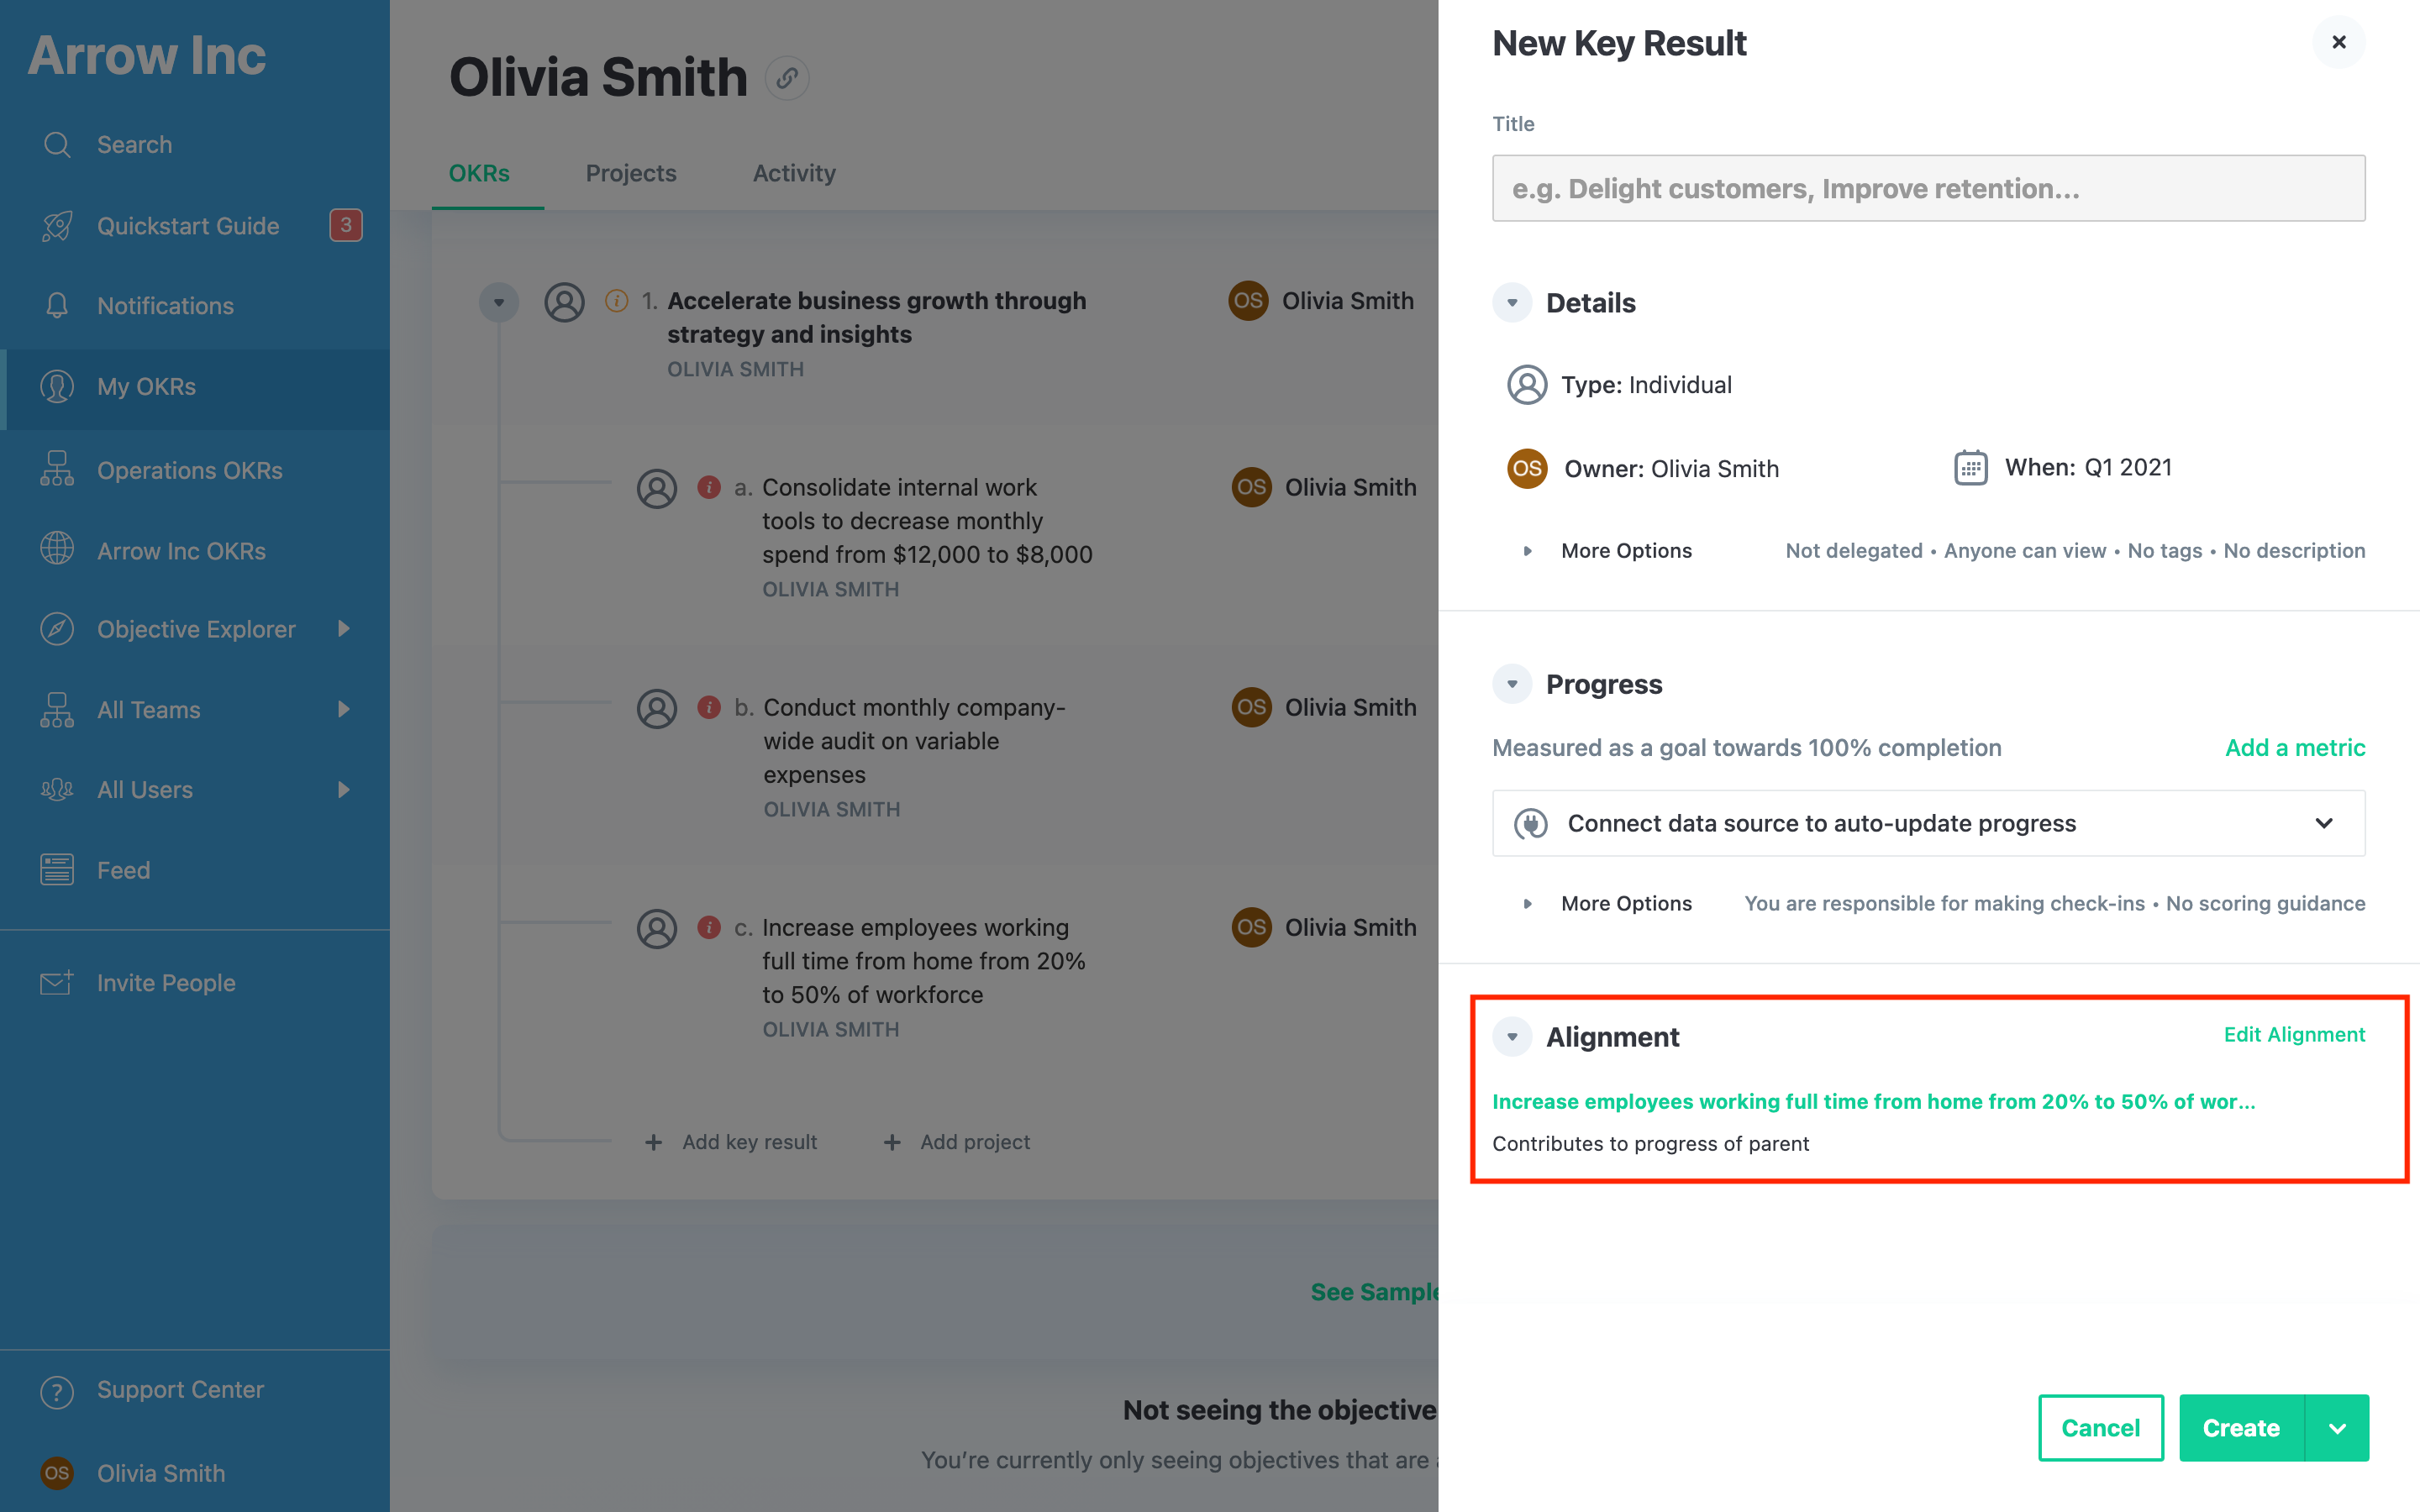 Arrow Inc
Search
Quickstart Guide 3
Notifications
My OKRs
Operations OKRs
Arrow Inc OKRs
Objective Explorer
All Teams
All Users
Feed
Invite People
Support Center
OS Olivia Smith
Olivia Smith
OKRs Projects Activity
1. Accelerate business growth through
strategy and insights
OLIVIA SMITH
OS Olivia Smith
a. Consolidate internal work
tools to decrease monthly
spend from $12,000 to $8,000
OLIVIA SMITH
OS Olivia Smith
b. Conduct monthly company-
wide audit on variable
expenses
OLIVIA SMITH
OS Olivia Smith
c. Increase employees working
full time from home from 20%
to 50% of workforce
OLIVIA SMITH
OS Olivia Smith
+ Add key result + Add project
See Sample
Not seeing the objective
You’re currently only seeing objectives that are
New Key Result
Title
e.g. Delight customers, Improve retention...
Details
Type: Individual
OS Owner: Olivia Smith When: Q1 2021
More Options Not delegated • Anyone can view • No tags • No description
Progress
Measured as a goal towards 100% completion Add a metric
Connect data source to auto-update progress
More Options You are responsible for making check-ins • No scoring guidance
Alignment Edit Alignment
Increase employees working full time from home from 20% to 50% of wor...
Contributes to progress of parent
Cancel Create